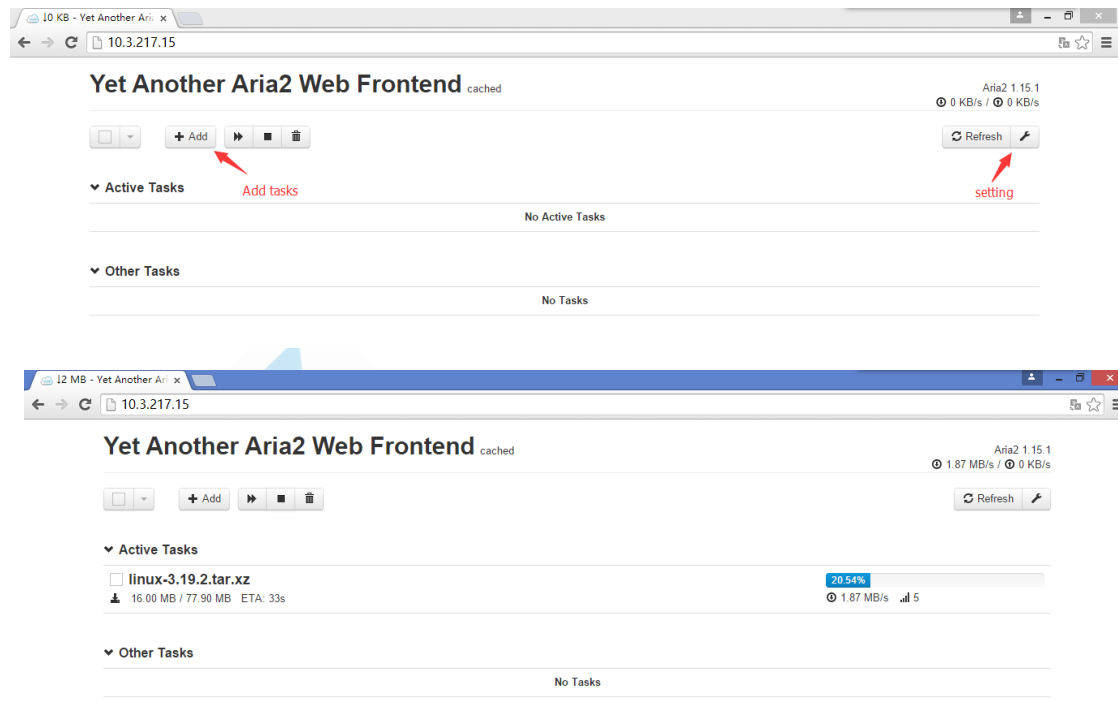 ↓0 KB - Yet Another Ari
10.3.217.15
Yet Another Aria2 Web Frontend cached
Aria2 1.15.1
0 KB/s / 0 KB/s
Add
Refresh
Active Tasks
Add tasks
setting
No Active Tasks
Other Tasks
No Tasks
↓2 MB - Yet Another Ari
10.3.217.15
Yet Another Aria2 Web Frontend cached
Aria2 1.15.1
1.87 MB/s / 0 KB/s
Add
Refresh
Active Tasks
linux-3.19.2.tar.xz
20.54%
16.00 MB / 77.90 MB ETA: 33s
1.87 MB/s 5
Other Tasks
No Tasks